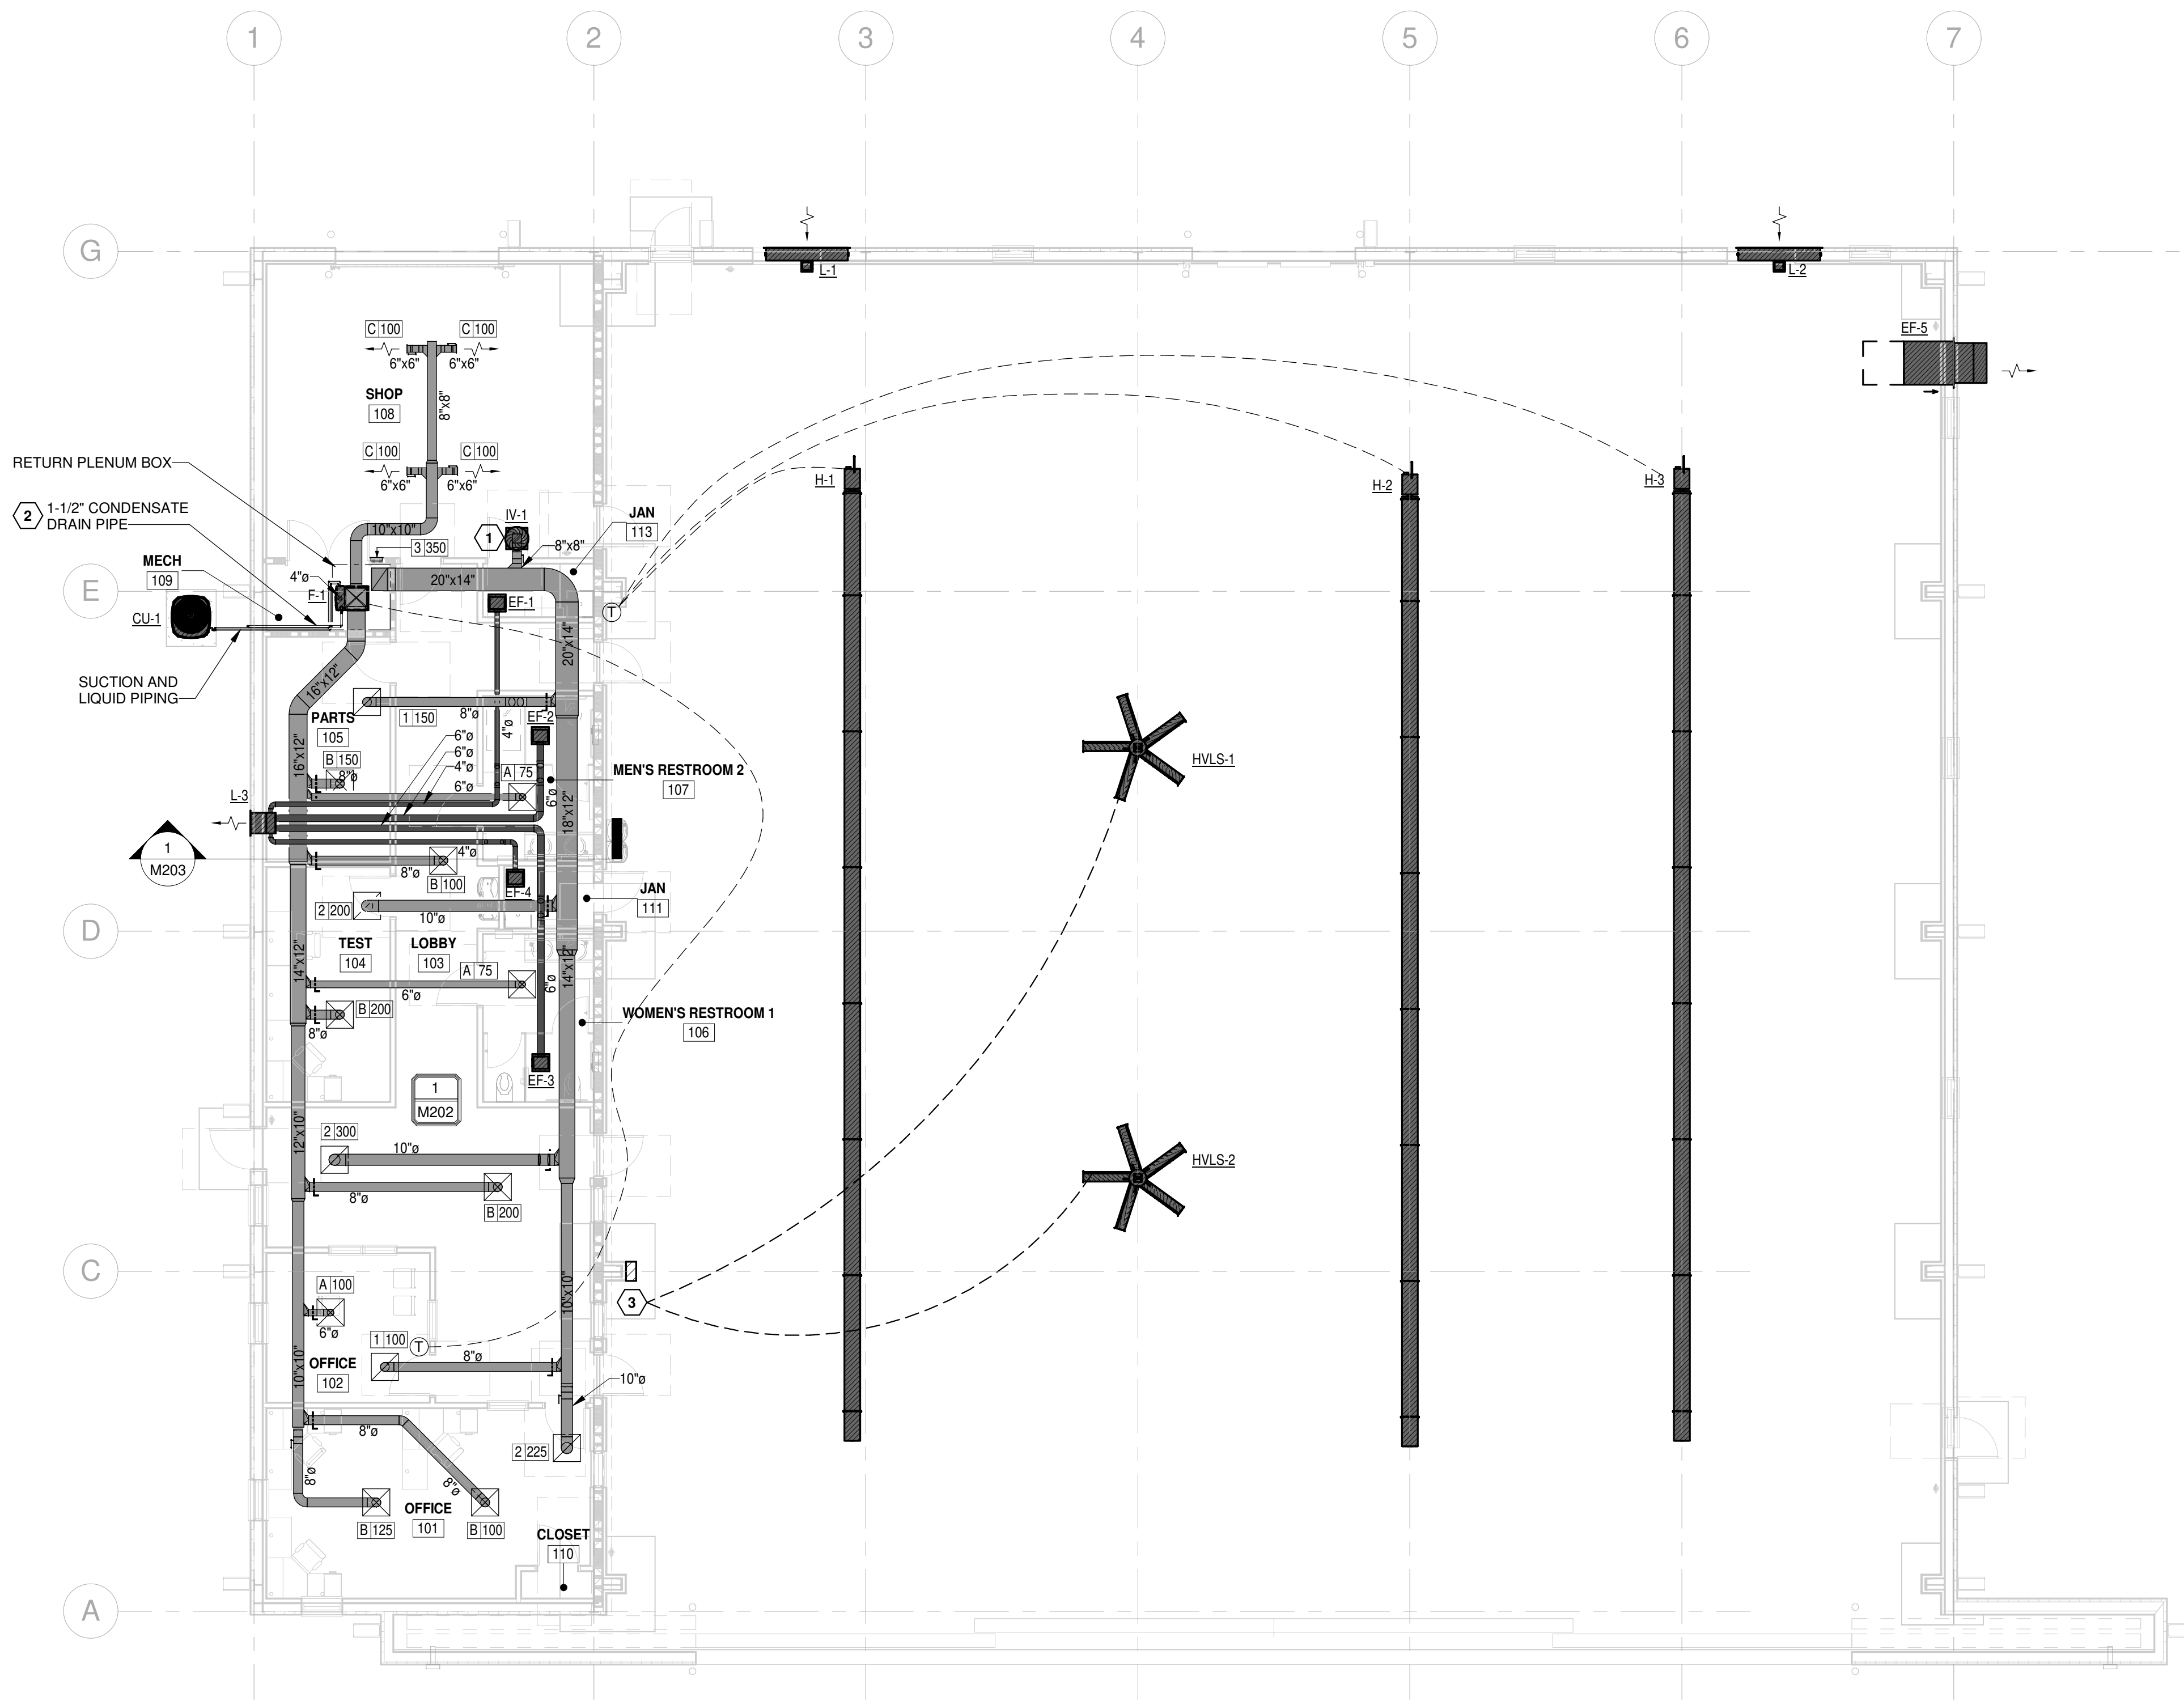 1
2
3
4
5
6
7
G
L-1
L-2
EF-5
C 100
C 100
6"x6"
6"x6"
SHOP
108
8"x8"
C 100
C 100
6"x6"
6"x6"
RETURN PLENUM BOX
H-1
H-2
H-3
2
1-1/2" CONDENSATE
DRAIN PIPE
10"x10"
IV-1
1
JAN
113
3 350
8"x8"
MECH
109
4"ø
20"x14"
E
F-1
EF-1
T
CU-1
20"x14"
SUCTION AND
LIQUID PIPING
16"x12"
PARTS
105
1 150
8"ø
4"ø
EF-2
6"ø
6"ø
4"ø
16"x12"
B 150
8"ø
A 75
6"ø
6"ø
MEN'S RESTROOM 2
107
HVLS-1
L-3
18"x12"
1
M203
4"ø
8"ø
B 100
EF-4
JAN
111
2 200
10"ø
D
TEST
104
LOBBY
103
14"x12"
14"x12"
A 75
6"ø
6"ø
B 200
8"ø
WOMEN'S RESTROOM 1
106
EF-3
1
M202
12"x10"
2 300
10"ø
HVLS-2
8"ø
B 200
C
A 100
6"ø
10"x10"
3
1 100
T
8"ø
OFFICE
102
10"x10"
10"ø
8"ø
2 225
8"ø
8"ø
OFFICE
101
B 125
B 100
CLOSET
110
A